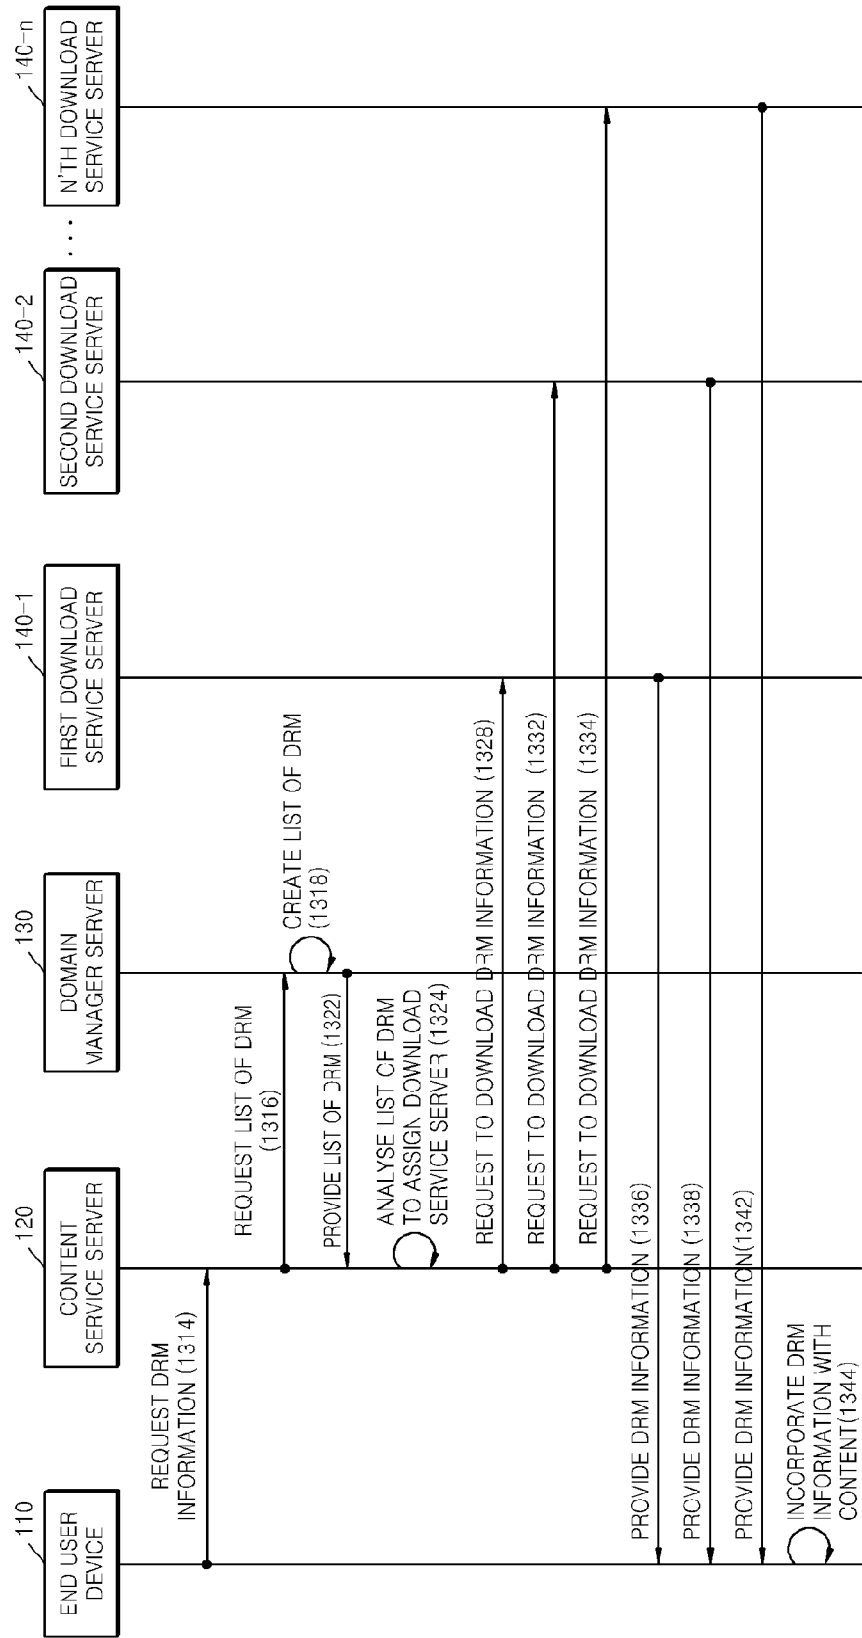 110
END USER
DEVICE
120
CONTENT
SERVICE SERVER
130
DOMAIN
MANAGER SERVER
140-1
FIRST DOWNLOAD
SERVICE SERVER
140-2
SECOND DOWNLOAD
SERVICE SERVER
...
14C-n
N'TH DOWNLOAD
SERVICE SERVER
REQUEST DRM
INFORMATION (1314)
REQUEST LIST OF DRM
(1316)
CREATE LIST OF DRM
(1318)
PROVIDE LIST OF DRM (1322)
ANALYSE LIST OF DRM
TO ASSIGN DOWNLOAD
SERVICE SERVER (1324)
REQUEST TO DOWNLOAD DRM INFORMATION (1328)
REQUEST TO DOWNLOAD DRM INFORMATION (1332)
REQUEST TO DOWNLOAD DRM INFORMATION (1334)
PROVIDE DRM INFORMATION (1336)
PROVIDE DRM INFORMATION (1338)
PROVIDE DRM INFORMATION(1342)
INCORPORATE DRM
INFORMATION WITH
CONTENT(1344)